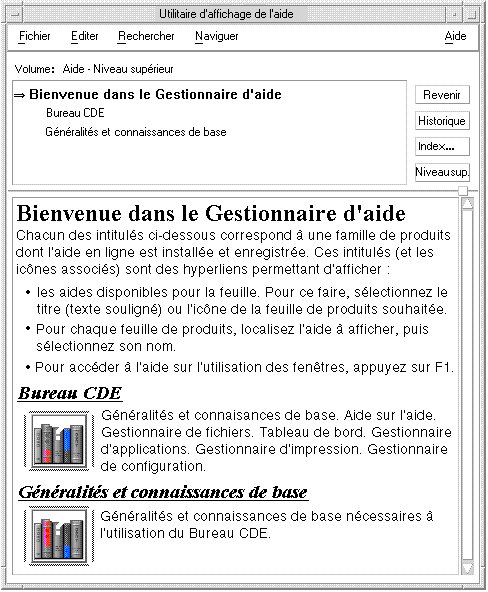 Utilitaire d'affichage de l'aide
Fichier Editer Rechercher Naviguer Aide
Volume: Aide - Niveau supérieur
⇒ Bienvenue dans le Gestionnaire d'aide
Bureau CDE
Généralités et connaissances de base
Revenir
Historique
Index...
Niveau sup.
Bienvenue dans le Gestionnaire d'aide
Chacun des intitulés ci-dessous correspond à une famille de produits
dont l'aide en ligne est installée et enregistrée. Ces intitulés (et les
icônes associés) sont des hyperliens permettant d'afficher :
• les aides disponibles pour la feuille. Pour ce faire, sélectionnez le
titre (texte souligné) ou l'icône de la feuille de produits souhaitée.
• Pour chaque feuille de produits, localisez l'aide à afficher, puis
sélectionnez son nom.
• Pour accéder à l'aide sur l'utilisation des fenêtres, appuyez sur F1.
Bureau CDE
Généralités et connaisances de base. Aide sur l'aide.
Gestionnaire de fichiers. Tableau de bord. Gestionnaire
d'applications. Gestionnaire d'impression. Gestionnaire
de configuration.
Généralités et connaissances de base
Généralités et connaissances de base nécessaires à
l'utilisation du Bureau CDE.